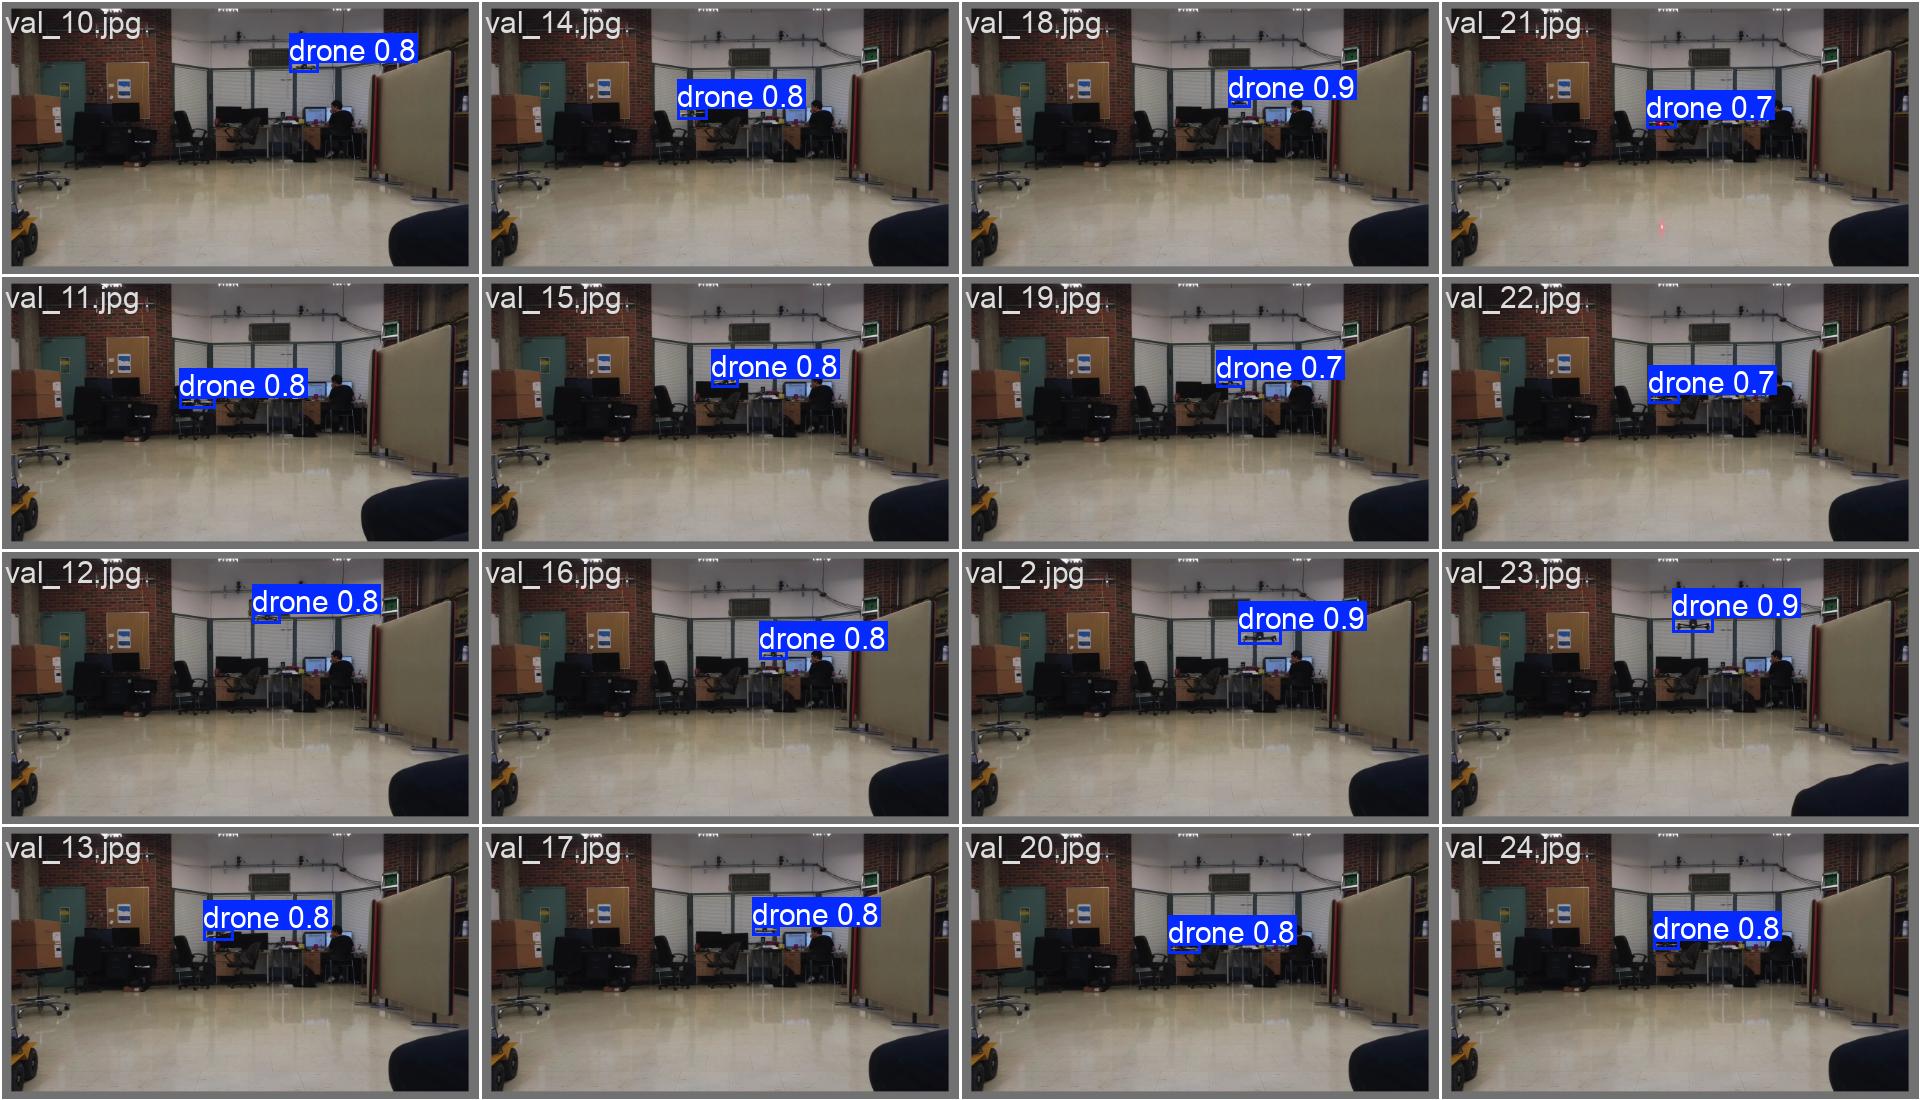 val_10.jpg
drone 0.8
val_14.jpg
drone 0.8
val_18.jpg
drone 0.9
val_21.jpg
drone 0.7
val_11.jpg
drone 0.8
val_15.jpg
drone 0.8
val_19.jpg
drone 0.7
val_22.jpg
drone 0.7
val_12.jpg
drone 0.8
val_16.jpg
drone 0.8
val_2.jpg
drone 0.9
val_23.jpg
drone 0.9
val_13.jpg
drone 0.8
val_17.jpg
drone 0.8
val_20.jpg
drone 0.8
val_24.jpg
drone 0.8